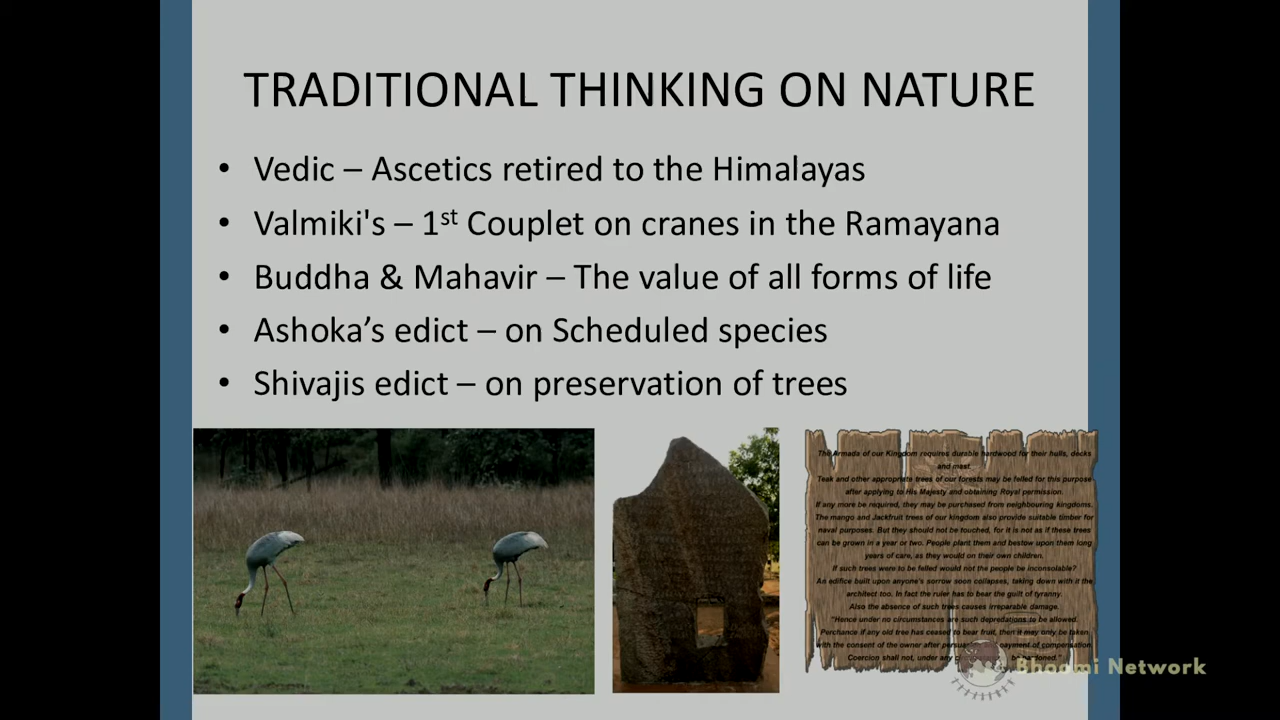 TRADITIONAL THINKING ON NATURE
• Vedic – Ascetics retired to the Himalayas
• Valmiki's – 1st Couplet on cranes in the Ramayana
• Buddha & Mahavir – The value of all forms of life
• Ashoka’s edict – on Scheduled species
• Shivajis edict – on preservation of trees
The Armada of our Kingdom requires durable hardwood for their hulls, decks
and mast.
Teak and other appropriate trees of our forests may be felled for this purpose
after applying to His Majesty and obtaining Royal permission.
If any more be required, they may be purchased from neighbouring kingdoms.
The mango and Jackfruit trees of our kingdom also provide suitable timber for
naval purposes. But they should not be touched, for it is not as if these trees
can be grown in a year or two. People plant them and bestow upon them long
years of care, as they would on their own children.
If such trees were to be felled would not the people be inconsolable?
An edifice built upon anyone's sorrow soon collapses, taking down with it the
architect too. In fact the ruler has to bear the guilt of tyranny.
Also the absence of such trees causes irreparable damage.
"Hence under no circumstances are such depredations to be allowed.
Perchance if any old tree has ceased to bear fruit, then it may only be taken
with the consent of the owner after payment of compensation.
Coercion shall not, under any be
Bhoomi Network